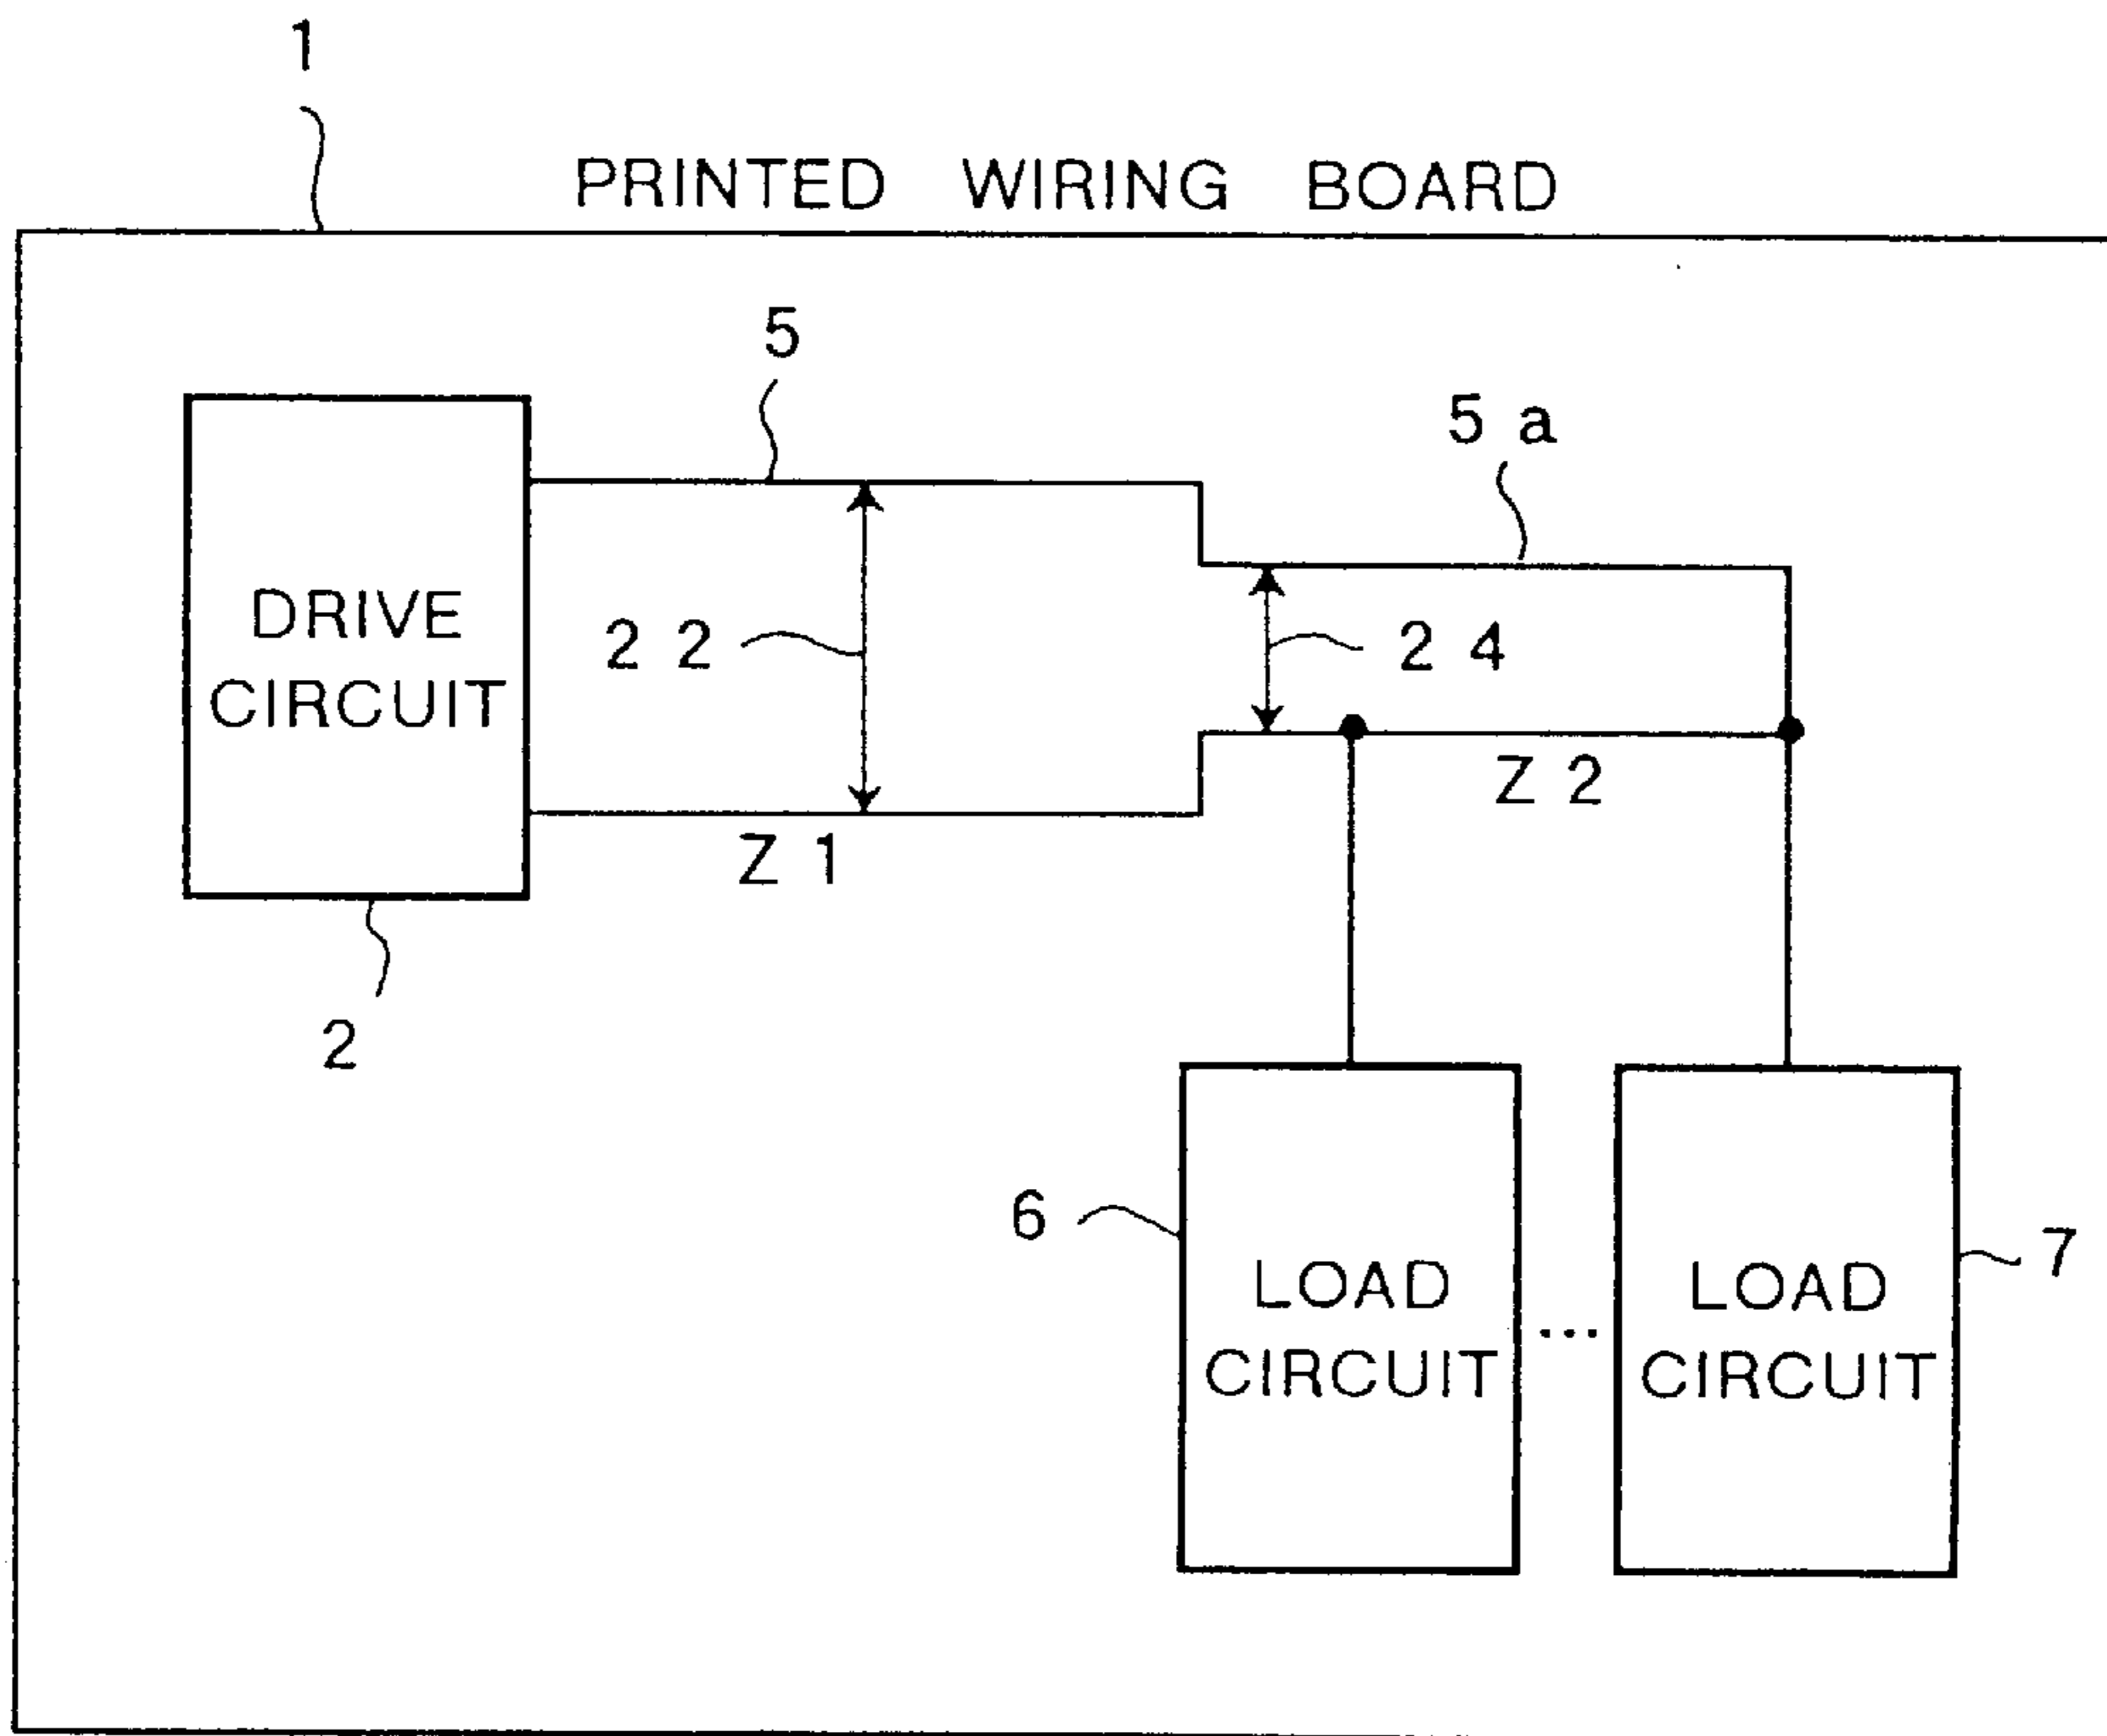 1
PRINTED WIRING BOARD
5
5 a
DRIVE
CIRCUIT
2 2
2 4
Z 2
Z 1
2
6
7
LOAD
CIRCUIT
...
LOAD
CIRCUIT